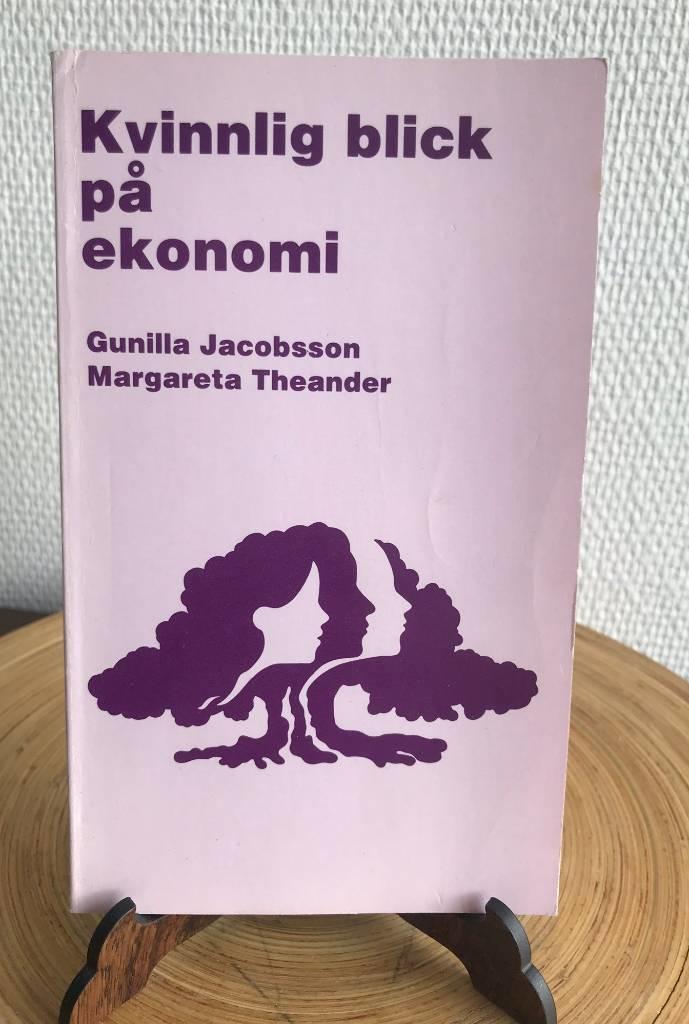 Kvinnlig blick
på
ekonomi
Gunilla Jacobsson
Margareta Theander